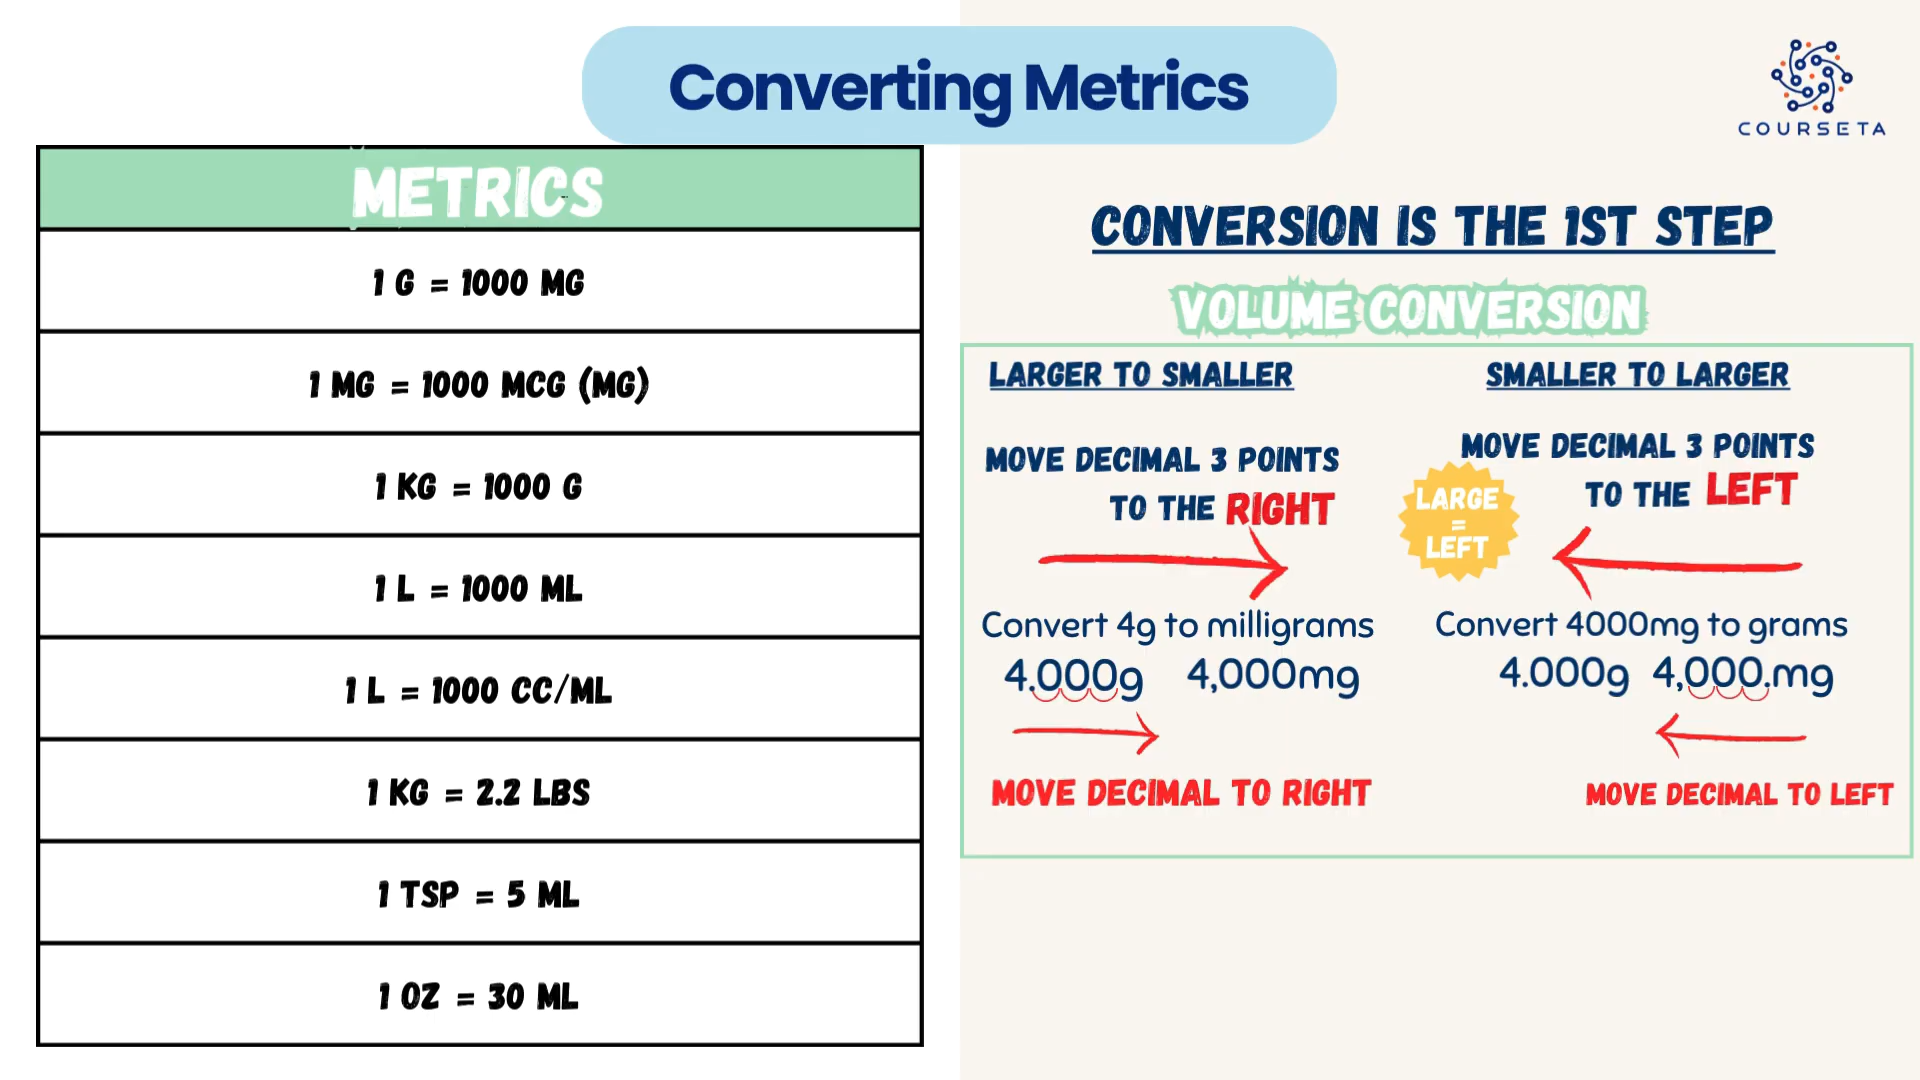 Converting Metrics
COURSETA
METRICS
1 G = 1000 MG
1 MG = 1000 MCG (MG)
1 KG = 1000 G
1 L = 1000 ML
1 L = 1000 CC/ML
1 KG = 2.2 LBS
1 TSP = 5 ML
1 OZ = 30 ML
CONVERSION IS THE 1ST STEP
VOLUME CONVERSION
LARGER TO SMALLER
MOVE DECIMAL 3 POINTS
TO THE RIGHT
Convert 4g to milligrams
4.000g 4,000mg
MOVE DECIMAL TO RIGHT
LARGE
=
LEFT
SMALLER TO LARGER
MOVE DECIMAL 3 POINTS
TO THE LEFT
Convert 4000mg to grams
4.000g 4,000.mg
MOVE DECIMAL TO LEFT